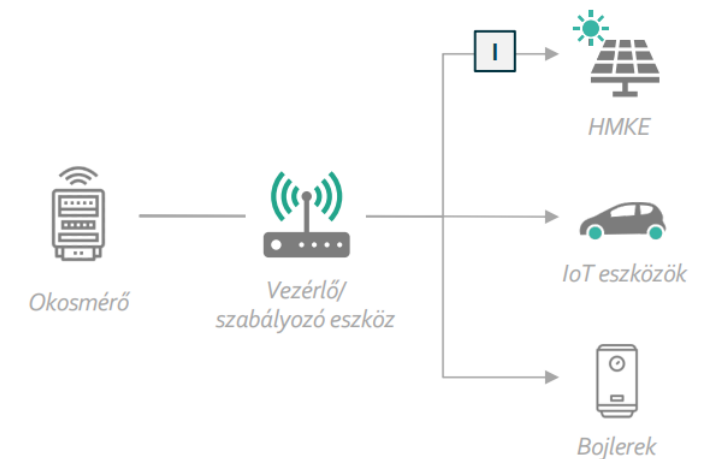 I
HMKE
Okosmérő
Vezérlő/
szabályozó eszköz
IoT eszközök
Bojlerek